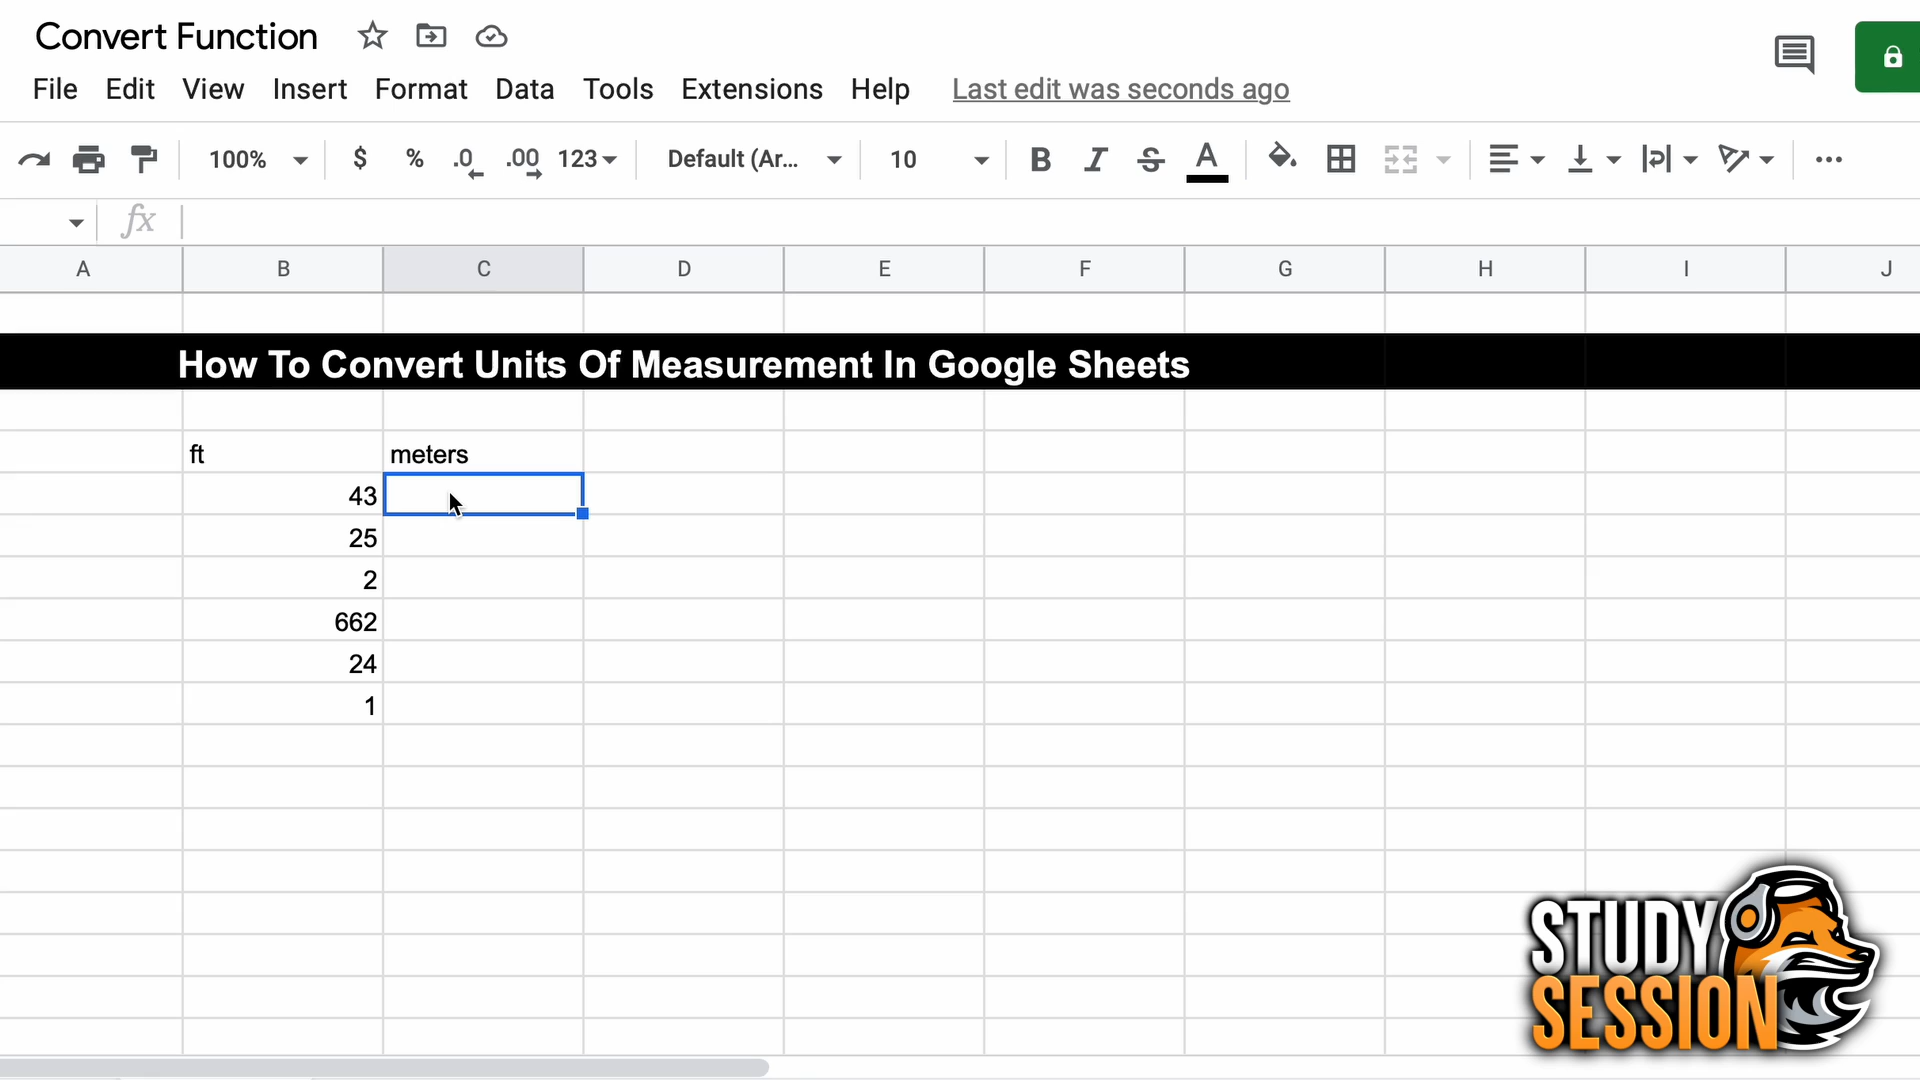 Convert Function
File Edit View Insert Format Data Tools Extensions Help Last edit was seconds ago
100% $ % .0 .00 123 Default (Ar... 10 B I S A
fx
A B C D E F G H I J
How To Convert Units Of Measurement In Google Sheets
ft meters
43
25
2
662
24
1
STUDY
SESSION